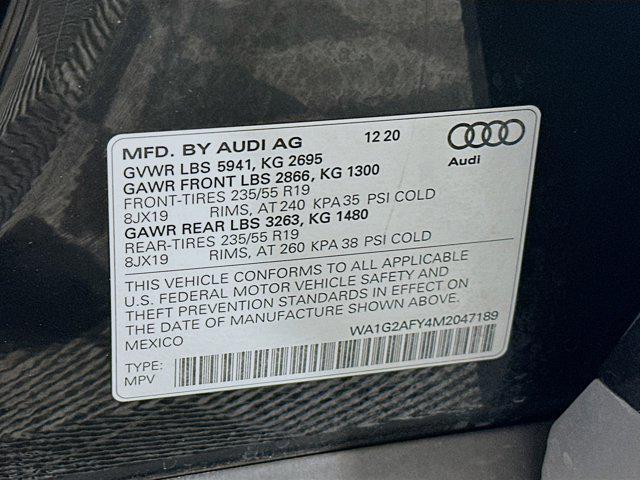 MFD. BY AUDI AG 12 20
Audi
GVWR LBS 5941, KG 2695
GAWR FRONT LBS 2866, KG 1300
FRONT-TIRES 235/55 R19
8JX19 RIMS, AT 240 KPA 35 PSI COLD
GAWR REAR LBS 3263, KG 1480
REAR-TIRES 235/55 R19
8JX19 RIMS, AT 260 KPA 38 PSI COLD
THIS VEHICLE CONFORMS TO ALL APPLICABLE
U.S. FEDERAL MOTOR VEHICLE SAFETY AND
THEFT PREVENTION STANDARDS IN EFFECT ON
THE DATE OF MANUFACTURE SHOWN ABOVE.
MEXICO WA1G2AFY4M2047189
TYPE:
MPV